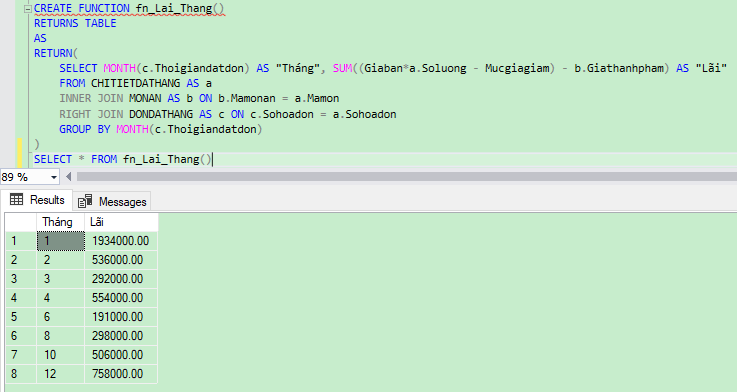 CREATE FUNCTION fn_Lai_Thang()
RETURNS TABLE
AS
RETURN(
SELECT MONTH(c.Thoigiandatdon) AS "Tháng", SUM((Giaban*a.Soluong - Mucgiagiam) - b.Giathanhpham) AS "Lãi"
FROM CHITIETDATHANG AS a
INNER JOIN MONAN AS b ON b.Mamonan = a.Mamon
RIGHT JOIN DONDATHANG AS c ON c.Sohoadon = a.Sohoadon
GROUP BY MONTH(c.Thoigiandatdon)
)
SELECT * FROM fn_Lai_Thang()
89 %
Results Messages
Tháng Lãi
1 1 1934000.00
2 2 536000.00
3 3 292000.00
4 4 554000.00
5 6 191000.00
6 8 298000.00
7 10 506000.00
8 12 758000.00